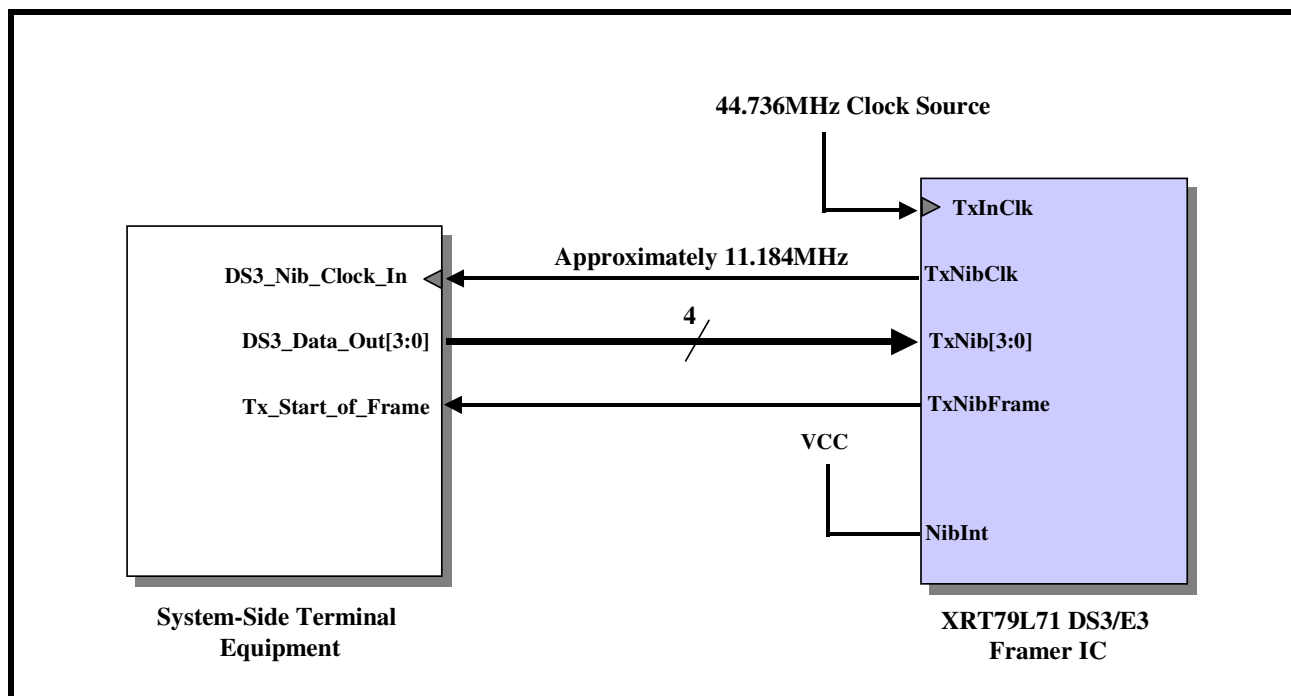 44.736MHz Clock Source
TxInClk
Approximately 11.184MHz
DS3_Nib_Clock_In
TxNibClk
4
DS3_Data_Out[3:0]
TxNib[3:0]
Tx_Start_of_Frame
TxNibFrame
VCC
NibInt
System-Side Terminal
Equipment
XRT79L71 DS3/E3
Framer IC